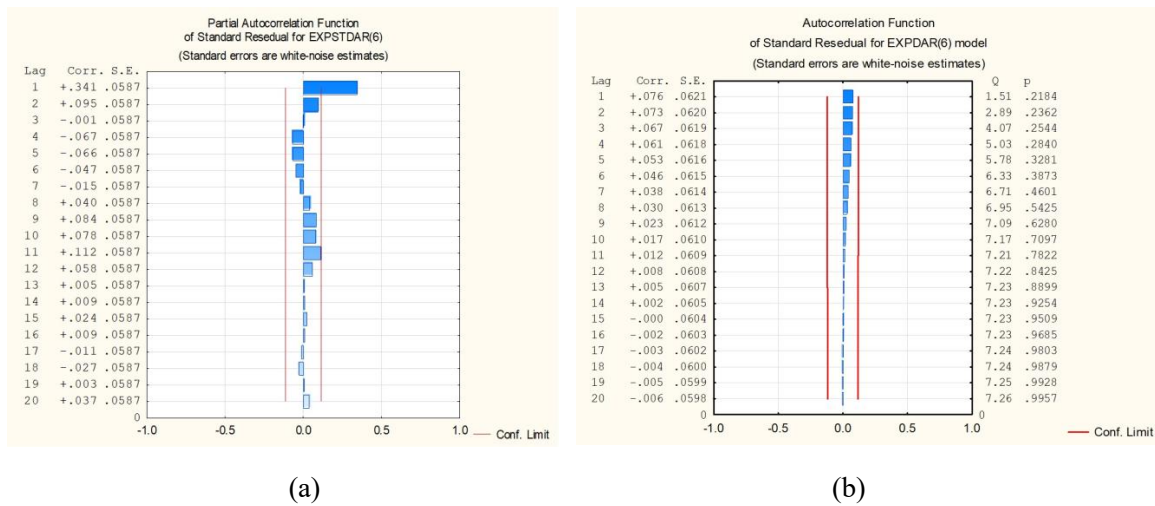 Partial Autocorrelation Function
of Standard Resedual for EXPSTDAR(6)
(Standard errors are white-noise estimates)
Lag Corr. S.E.
1 +.341 .0587
2 +.095 .0587
3 -.001 .0587
4 -.067 .0587
5 -.066 .0587
6 -.047 .0587
7 -.015 .0587
8 +.040 .0587
9 +.084 .0587
10 +.078 .0587
11 +.112 .0587
12 +.058 .0587
13 +.005 .0587
14 +.009 .0587
15 +.024 .0587
16 +.009 .0587
17 -.011 .0587
18 -.027 .0587
19 +.003 .0587
20 +.037 .0587
0
-1.0 -0.5 0.0 0.5 1.0
Conf. Limit
(a)
Autocorrelation Function
of Standard Resedual for EXPDAR(6) model
(Standard errors are white-noise estimates)
-1.0 -0.5 0.0 0.5 1.0
Lag Corr. S.E. Q p
1 +.076 .0621 1.51 .2184
2 +.073 .0620 2.89 .2362
3 +.067 .0619 4.07 .2544
4 +.061 .0618 5.03 .2840
5 +.053 .0616 5.78 .3281
6 +.046 .0615 6.33 .3873
7 +.038 .0614 6.71 .4601
8 +.030 .0613 6.95 .5425
9 +.023 .0612 7.09 .6280
10 +.017 .0610 7.17 .7097
11 +.012 .0609 7.21 .7822
12 +.008 .0608 7.22 .8425
13 +.005 .0607 7.23 .8899
14 +.002 .0605 7.23 .9254
15 -.000 .0604 7.23 .9509
16 -.002 .0603 7.23 .9685
17 -.003 .0602 7.24 .9803
18 -.004 .0600 7.24 .9879
19 -.005 .0599 7.25 .9928
20 -.006 .0598 7.26 .9957
0 0
-1.0 -0.5 0.0 0.5 1.0
Conf. Limit
(b)